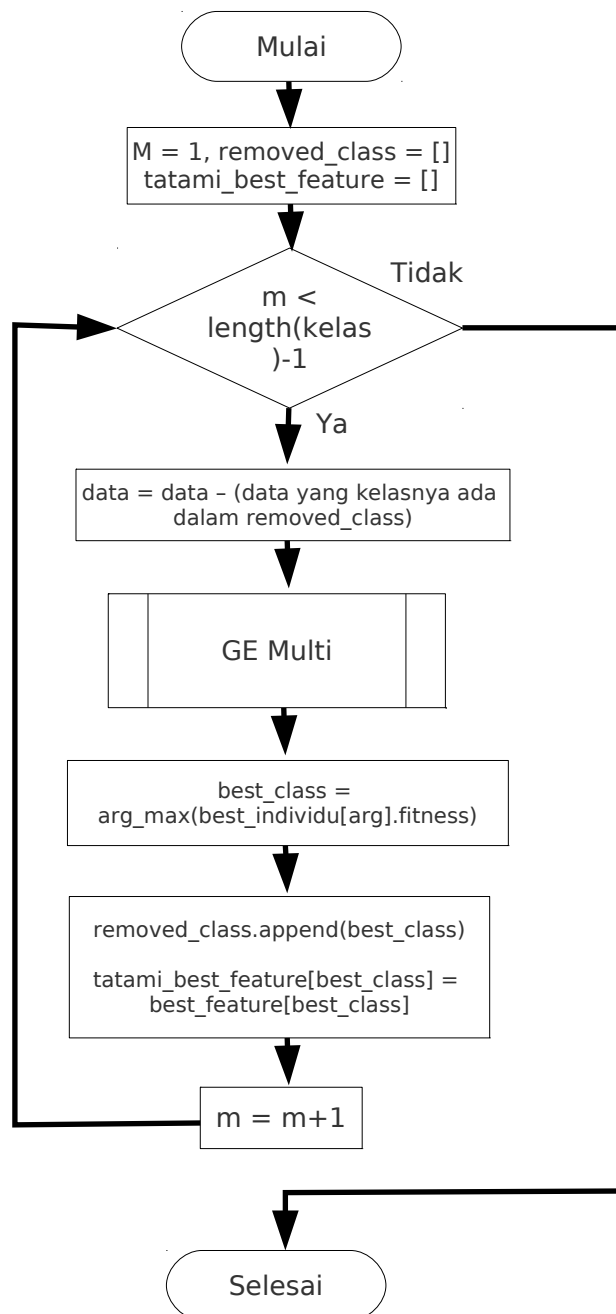 Mulai
M = 1, removed_class = []
tatami_best_feature = []
Tidak
m <
length(kelas
)-1
Ya
data = data – (data yang kelasnya ada
dalam removed_class)
GE Multi
best_class =
arg_max(best_individu[arg].fitness)
removed_class.append(best_class)
tatami_best_feature[best_class] =
best_feature[best_class]
m = m+1
Selesai